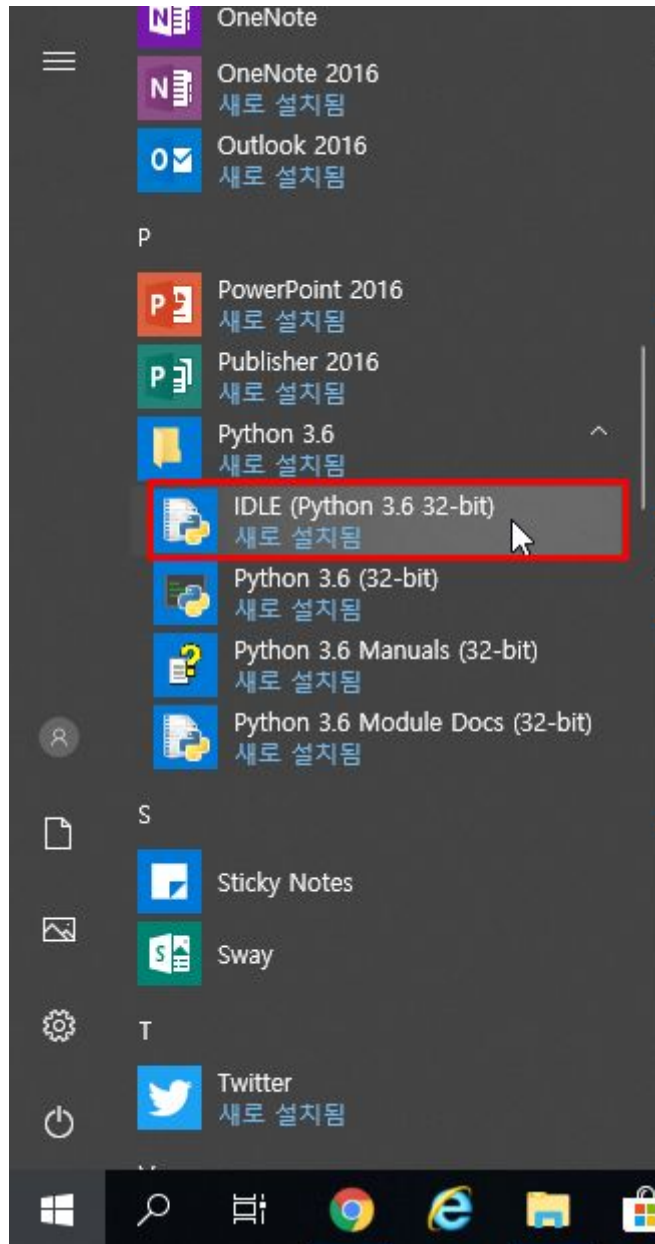 OneNote
OneNote 2016
새로 설치됨
Outlook 2016
새로 설치됨
P
PowerPoint 2016
새로 설치됨
Publisher 2016
새로 설치됨
Python 3.6
새로 설치됨
IDLE (Python 3.6 32-bit)
새로 설치됨
Python 3.6 (32-bit)
새로 설치됨
Python 3.6 Manuals (32-bit)
새로 설치됨
Python 3.6 Module Docs (32-bit)
새로 설치됨
S
Sticky Notes
Sway
T
Twitter
새로 설치됨